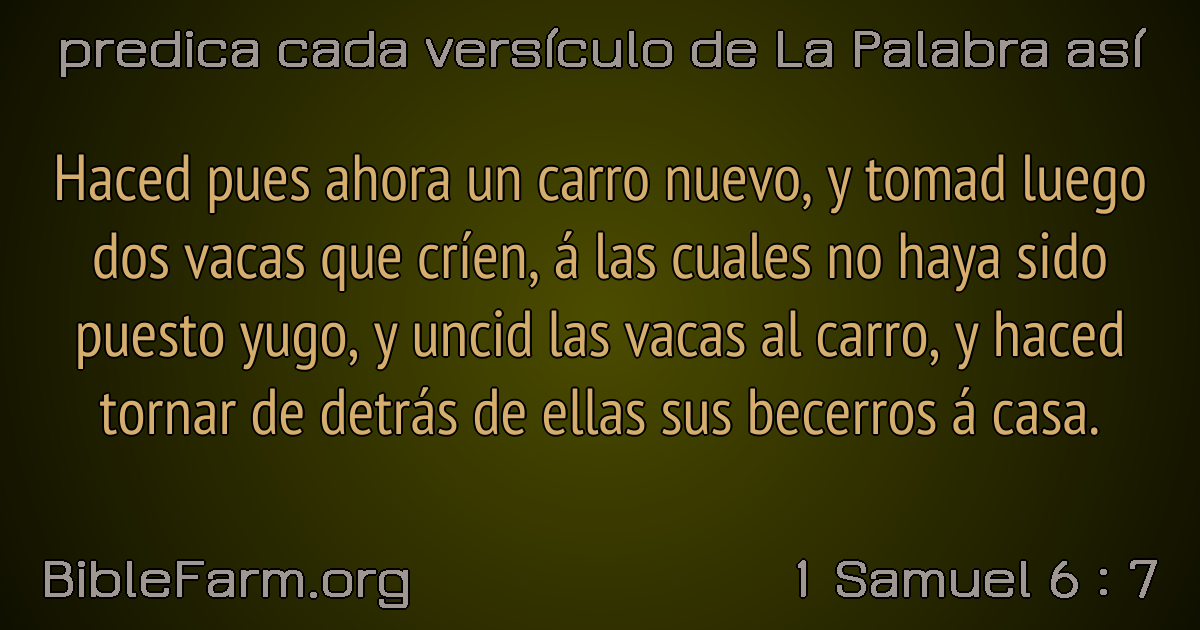 predica cada versículo de La Palabra así
Haced pues ahora un carro nuevo, y tomad luego
dos vacas que críen, á las cuales no haya sido
puesto yugo, y uncid las vacas al carro, y haced
tornar de detrás de ellas sus becerros á casa.
BibleFarm.org
1 Samuel 6 : 7